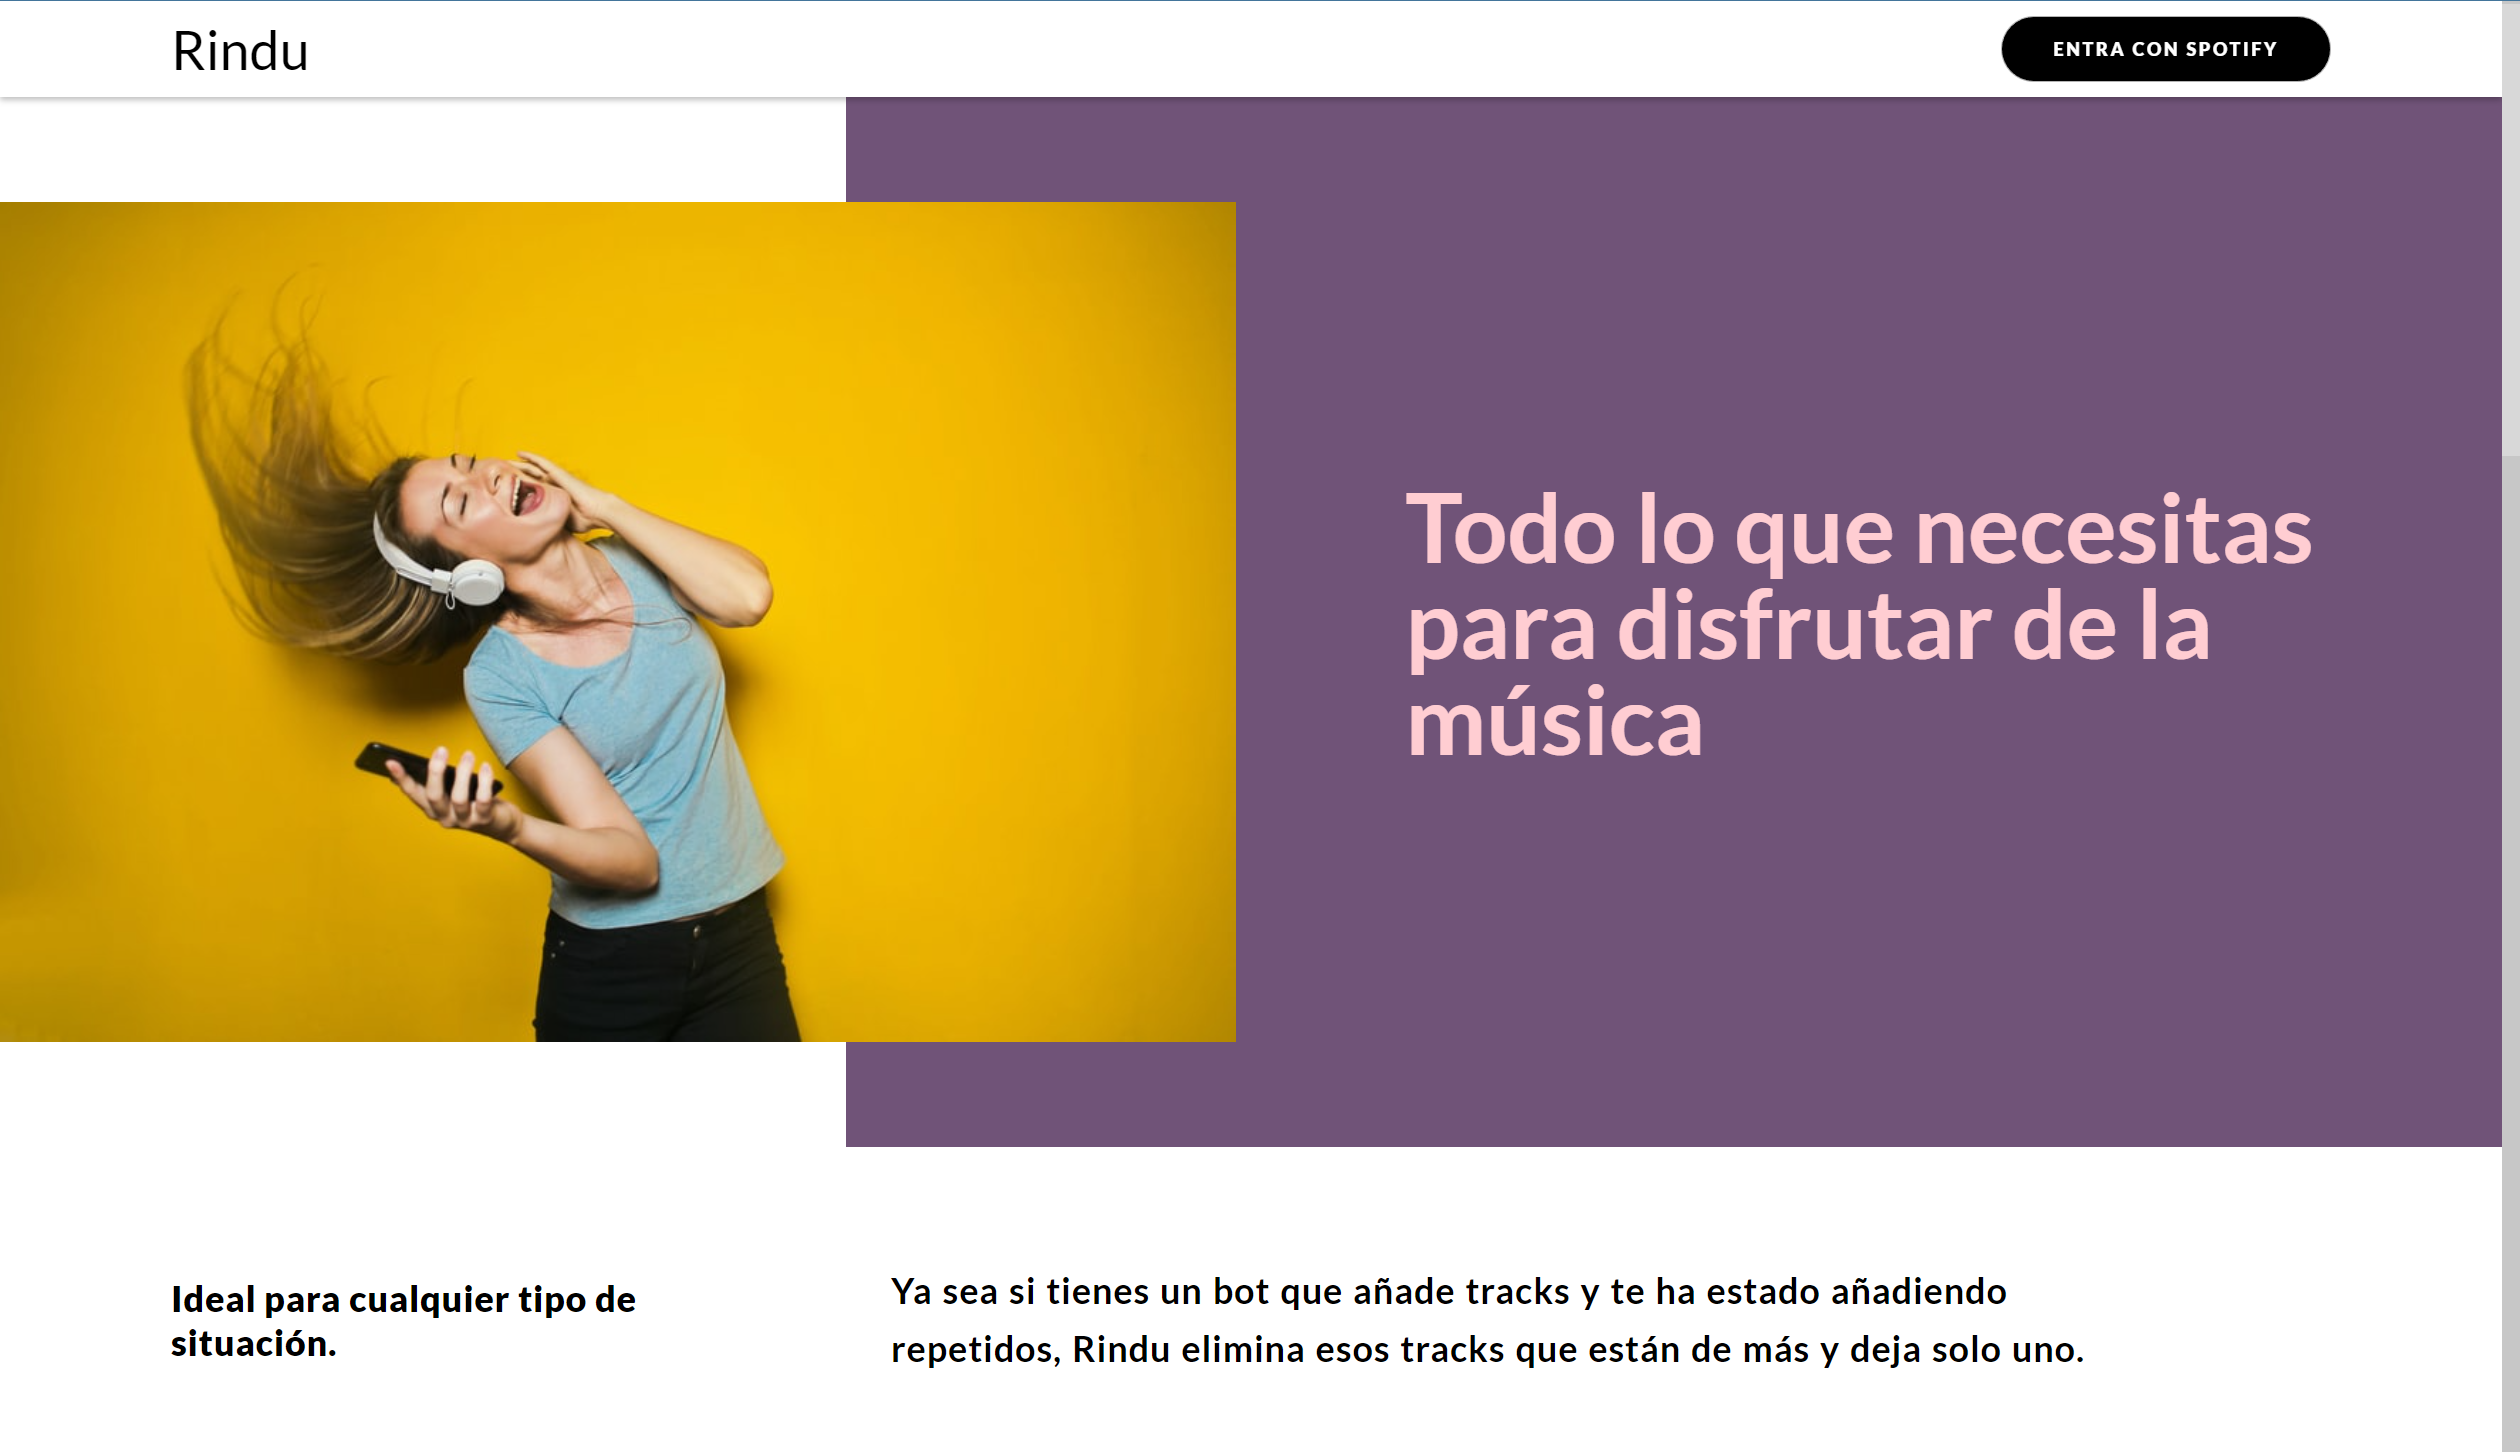 Rindu
ENTRA CON SPOTIFY
Todo lo que necesitas
para disfrutar de la
música
Ideal para cualquier tipo de
situación.
Ya sea si tienes un bot que añade tracks y te ha estado añadiendo
repetidos, Rindu elimina esos tracks que están de más y deja solo uno.